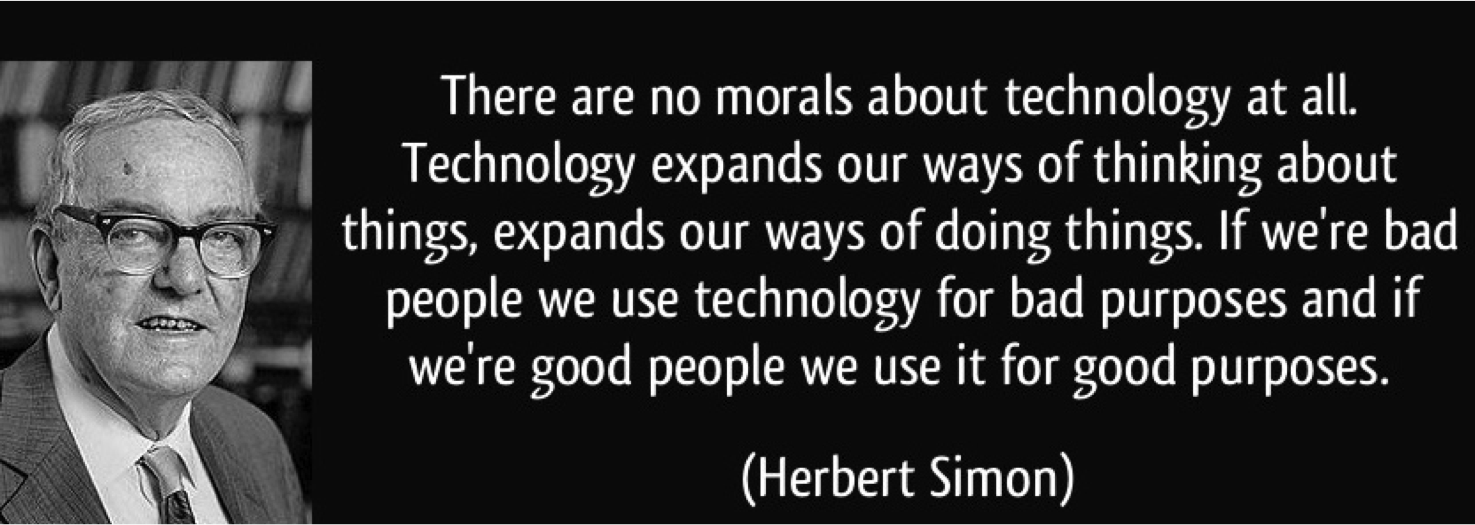 There are no morals about technology at all.
Technology expands our ways of thinking about
things, expands our ways of doing things. If we're bad
people we use technology for bad purposes and if
we're good people we use it for good purposes.
(Herbert Simon)